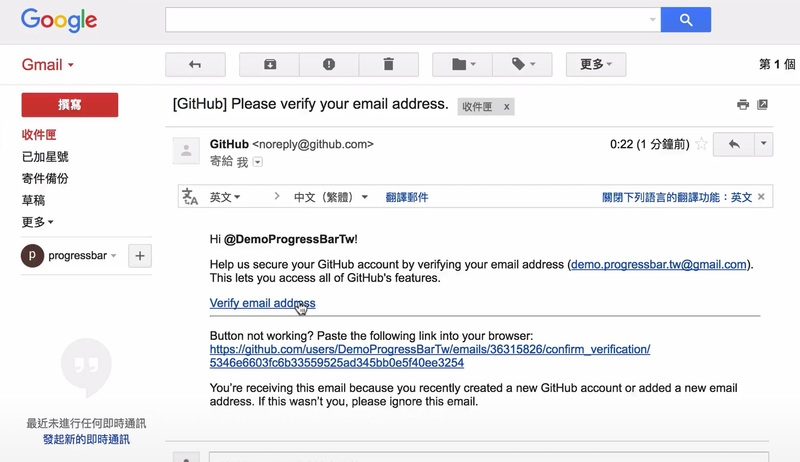 Google
Gmail
更多
第 1 個
撰寫
[GitHub] Please verify your email address.
收件匣 x
收件匣
已加星號
寄件備份
草稿
更多
p progressbar
GitHub <noreply@github.com>
0:22 (1 分鐘前)
寄給 我
英文 > 中文（繁體） 翻譯郵件
關閉下列語言的翻譯功能：英文 ×
Hi @DemoProgressBarTw!
Help us secure your GitHub account by verifying your email address (demo.progressbar.tw@gmail.com).
This lets you access all of GitHub's features.
Verify email address
Button not working? Paste the following link into your browser:
https://github.com/users/DemoProgressBarTw/emails/36315826/confirm_verification/
5346e6603fc6b33559525ad345bb0e5f40ee3254
You’re receiving this email because you recently created a new GitHub account or added a new email
address. If this wasn’t you, please ignore this email.
最近未進行任何即時通訊
發起新的即時通訊